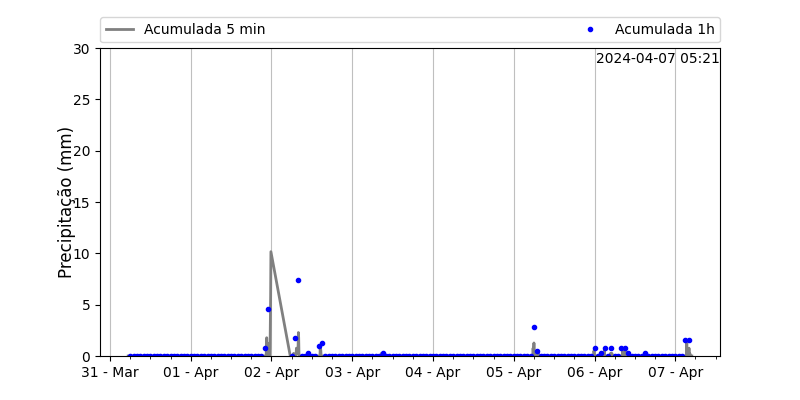 Acumulada 5 min
Acumulada 1h
2024-04-07 05:21
Precipitação (mm)
30
25
20
15
10
5
0
31 - Mar
01 - Apr
02 - Apr
03 - Apr
04 - Apr
05 - Apr
06 - Apr
07 - Apr